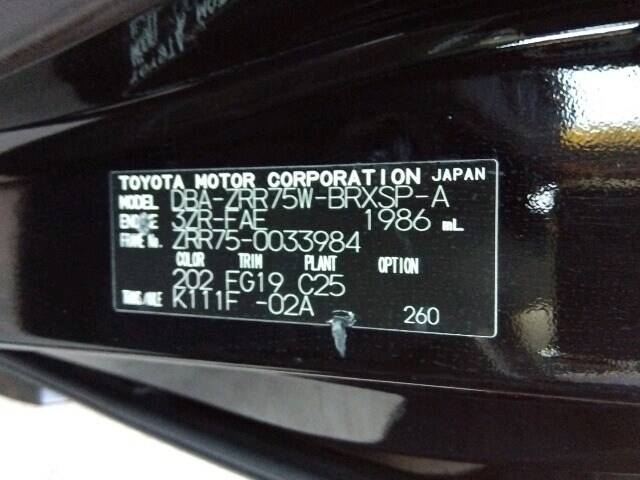 TOYOTA MOTOR CORPORATION JAPAN
MODEL DBA-ZRR75W-BRXSP-A
ENGINE 3ZR-FAE 1986 mL
FRAME No. ZRR75-0033984
COLOR TRIM PLANT OPTION
202 FG19 C25
TRANS/AXLE K111F -02A
260